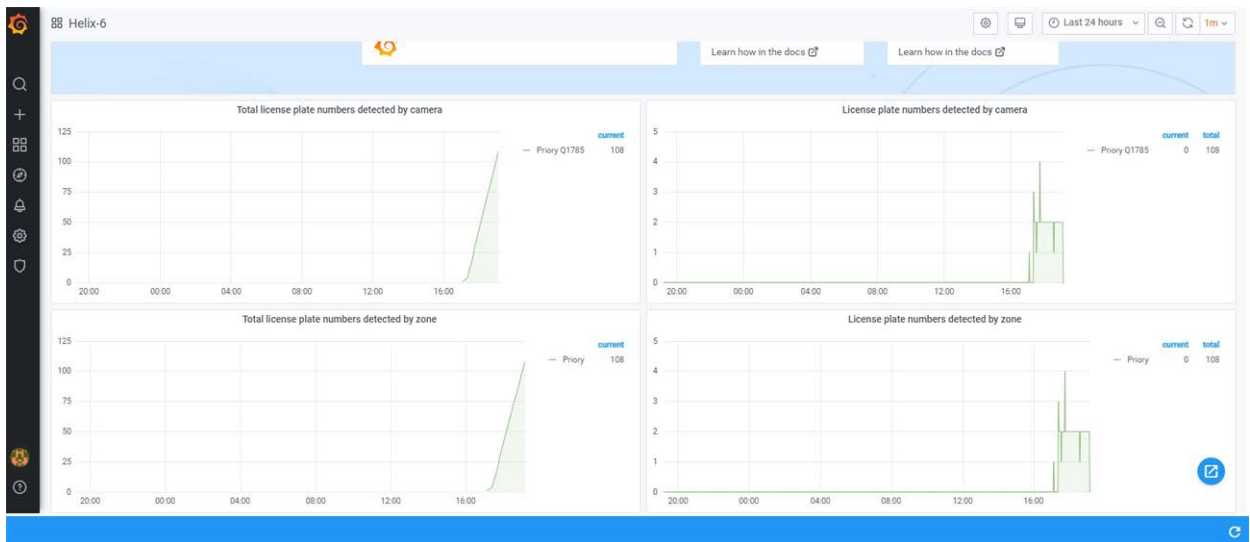 Helix-6
Last 24 hours
1m
Learn how in the docs
Learn how in the docs
Total license plate numbers detected by camera
125
100
75
50
25
0
20:00 00:00 04:00 08:00 12:00 16:00
current
Priory Q1785 108
License plate numbers detected by camera
5
4
3
2
1
0
20:00 00:00 04:00 08:00 12:00 16:00
current total
Priory Q1785 0 108
Total license plate numbers detected by zone
125
100
75
50
25
0
20:00 00:00 04:00 08:00 12:00 16:00
current
Priory 108
License plate numbers detected by zone
5
4
3
2
1
0
20:00 00:00 04:00 08:00 12:00 16:00
current total
Priory 0 108